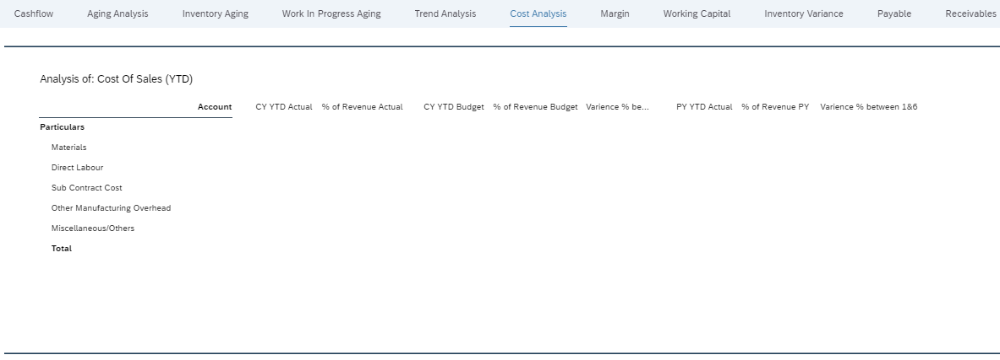 Cashflow Aging Analysis Inventory Aging Work In Progress Aging Trend Analysis Cost Analysis Margin Working Capital Inventory Variance Payable Receivables
Analysis of: Cost Of Sales (YTD)
Account CY YTD Actual % of Revenue Actual CY YTD Budget % of Revenue Budget Varience % be... PY YTD Actual % of Revenue PY Varience % between 1&6
Particulars
Materials
Direct Labour
Sub Contract Cost
Other Manufacturing Overhead
Miscellaneous/Others
Total